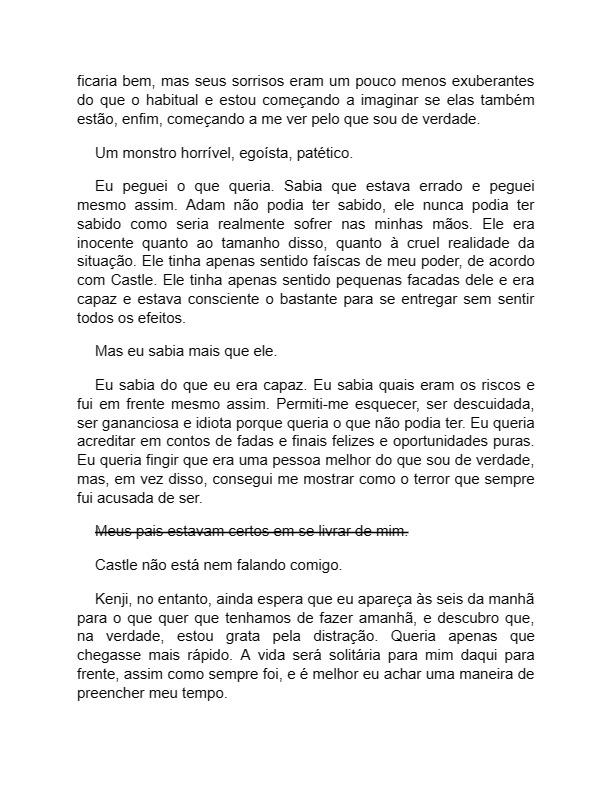 ficaria bem, mas seus sorrisos eram um pouco menos exuberantes
do que o habitual e estou começando a imaginar se elas também
estão, enfim, começando a me ver pelo que sou de verdade.
Um monstro horrível, egoísta, patético.
Eu peguei o que queria. Sabia que estava errado e peguei
mesmo assim. Adam não podia ter sabido, ele nunca podia ter
sabido como seria realmente sofrer nas minhas mãos. Ele era
inocente quanto ao tamanho disso, quanto à cruel realidade da
situação. Ele tinha apenas sentido faíscas de meu poder, de acordo
com Castle. Ele tinha apenas sentido pequenas facadas dele e era
capaz e estava consciente o bastante para se entregar sem sentir
todos os efeitos.
Mas eu sabia mais que ele.
Eu sabia do que eu era capaz. Eu sabia quais eram os riscos e
fui em frente mesmo assim. Permiti-me esquecer, ser descuidada,
ser gananciosa e idiota porque queria o que não podia ter. Eu queria
acreditar em contos de fadas e finais felizes e oportunidades puras.
Eu queria fingir que era uma pessoa melhor do que sou de verdade,
mas, em vez disso, consegui me mostrar como o terror que sempre
fui acusada de ser.
Meus pais estavam certos em se livrar de mim.
Castle não está nem falando comigo.
Kenji, no entanto, ainda espera que eu apareça às seis da manhã
para o que quer que tenhamos de fazer amanhã, e descubro que,
na verdade, estou grata pela distração. Queria apenas que
chegasse mais rápido. A vida será solitária para mim daqui para
frente, assim como sempre foi, e é melhor eu achar uma maneira de
preencher meu tempo.